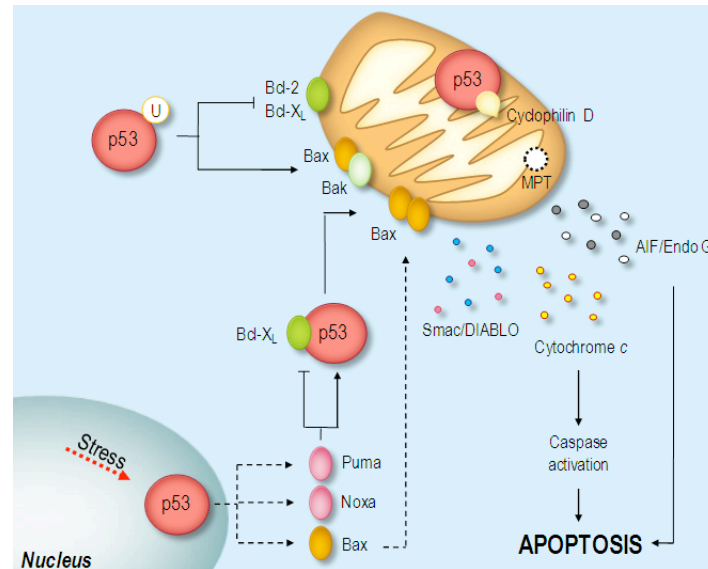 p53
Cyclophilin D
MPT
U
p53
Bcl-2
Bcl-XL
Bax
Bak
Bax
AIF/Endo G
Smac/DIABLO
Cytochrome c
Bcl-XL
p53
Caspase
activation
Stress
p53
Puma
Noxa
Bax
APOPTOSIS
Nucleus